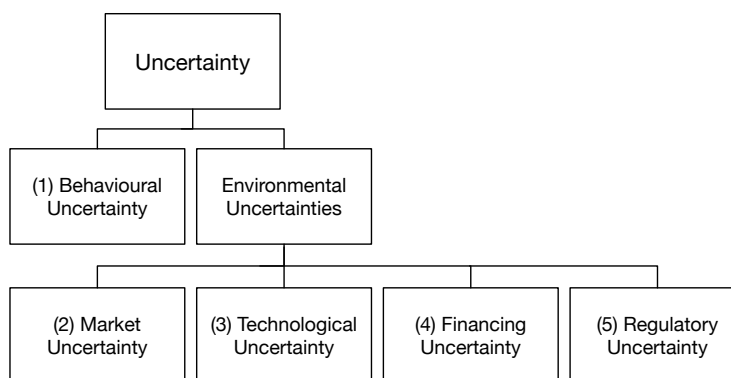 Uncertainty
(1) Behavioural
Uncertainty
Environmental
Uncertainties
(2) Market
Uncertainty
(3) Technological
Uncertainty
(4) Financing
Uncertainty
(5) Regulatory
Uncertainty